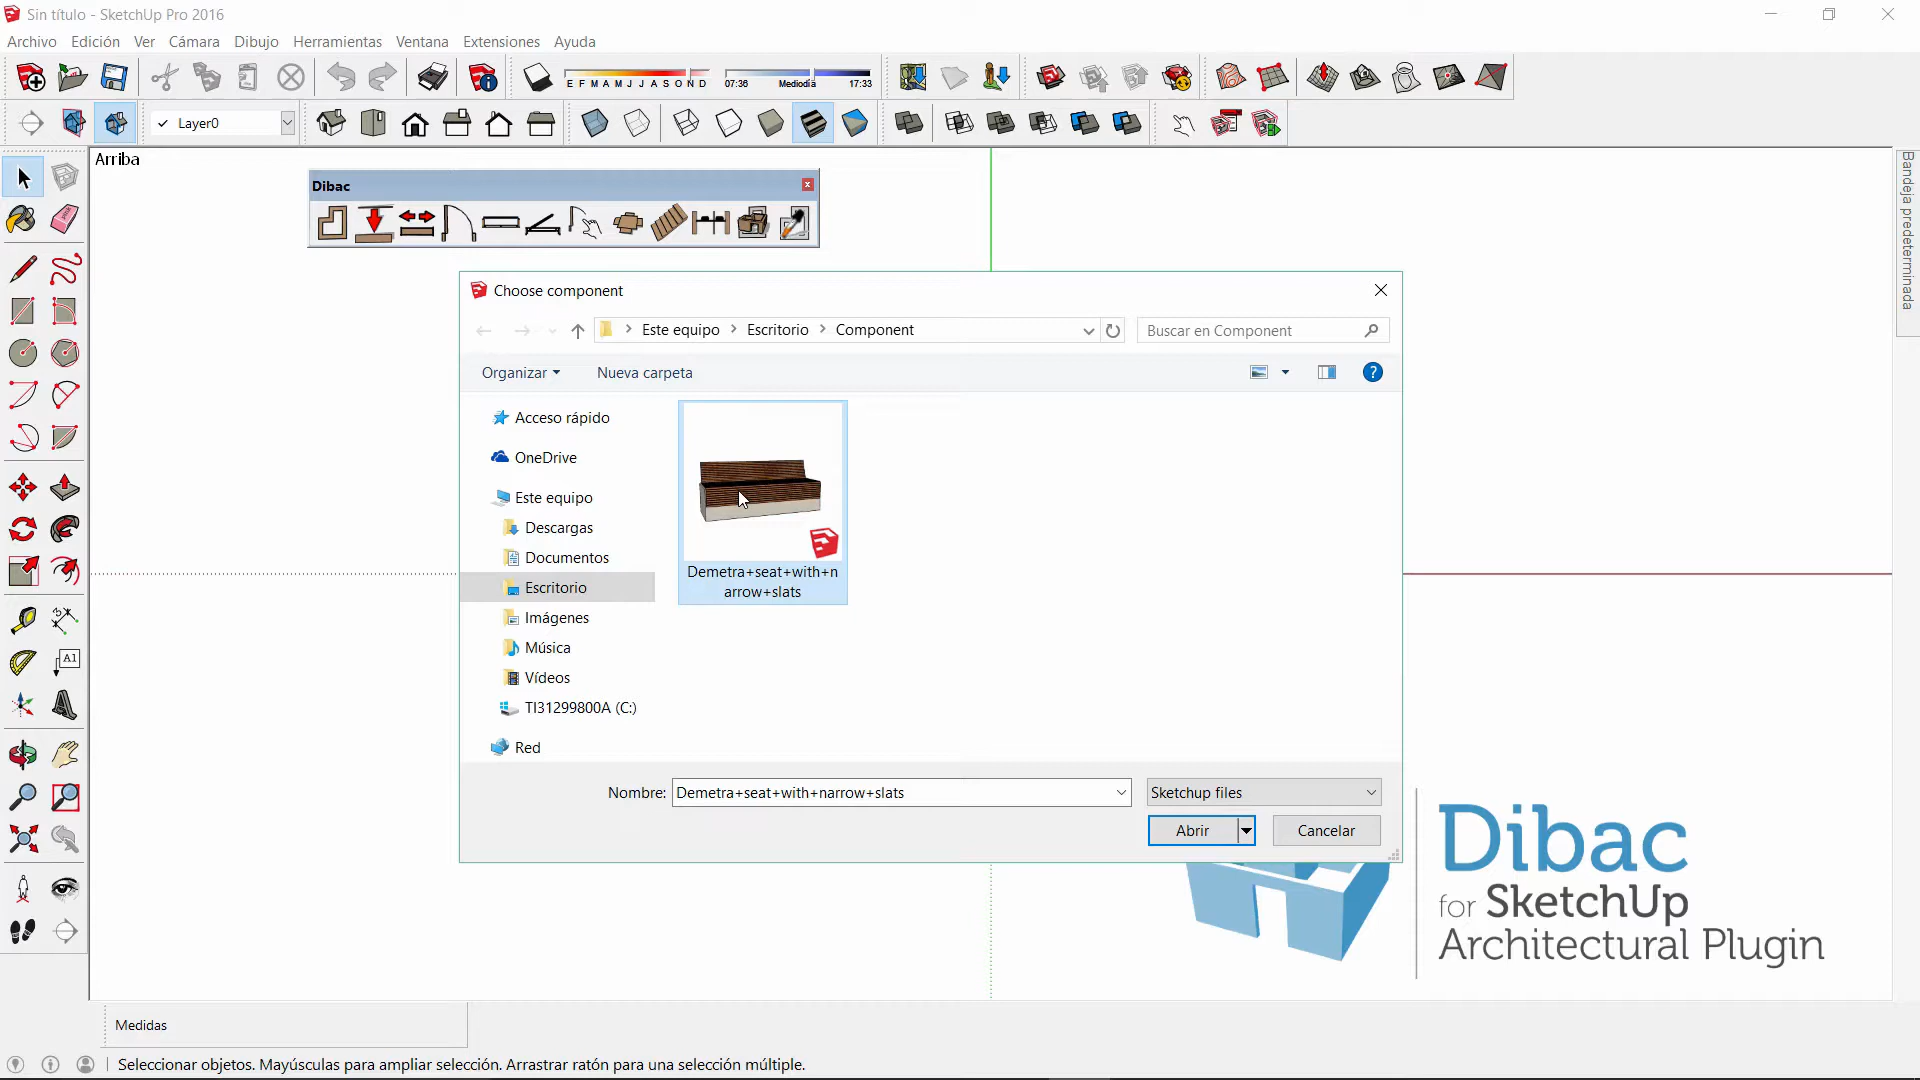 Sin título - SketchUp Pro 2016
Archivo Edición Ver Cámara Dibujo Herramientas Ventana Extensiones Ayuda
E F M A M J J A S O N D 07:36 Mediodía 17:33
Layer0
Arriba
Dibac
Bandeja predeterminada
Choose component
Este equipo Escritorio Component
Buscar en Component
Organizar Nueva carpeta
Acceso rápido
OneDrive
Este equipo
Descargas
Documentos
Escritorio
Imágenes
Música
Vídeos
TI31299800A (C:)
Red
Demetra+seat+with+n
arrow+slats
Nombre: Demetra+seat+with+narrow+slats
Sketchup files
Abrir Cancelar
A1
Dibac
for SketchUp
Architectural Plugin
Medidas
Seleccionar objetos. Mayúsculas para ampliar selección. Arrastrar ratón para una selección múltiple.